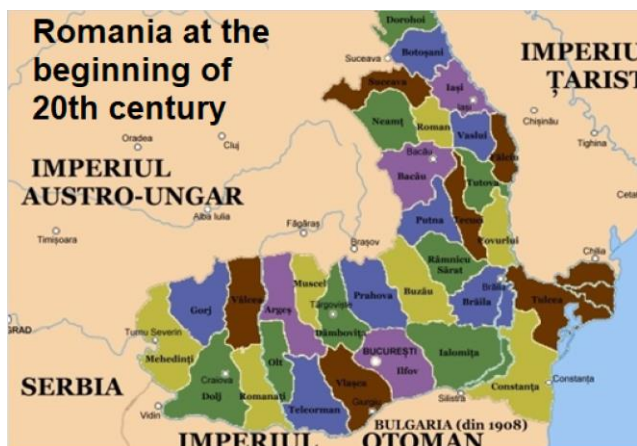 Romania at the
beginning of
20th century
Dorohoi
Suceava
Botoșani
IMPERIU
ȚARIST
Suceava
Iași
Iași
Chișinău
Neamț
Roman
Vaslui
Fălciu
Tighina
Oradea
Cluj
Bacău
Bacău
Tutova
IMPERIUL
AUSTRO-UNGAR
Alba Iulia
Putna
Tecuci
Covurlui
Timișoara
Făgăraș
Brașov
Râmnicu
Sărat
Chilia
Gorj
Vâlcea
Argeș
Muscel
Prahova
Buzău
Brăila
Brăila
Tulcea
Târgoviște
Dâmbovița
Turnu Severin
Mehedinți
Olt
BUCUREȘTI
Ilfov
Ialomița
GRAD
SERBIA
Craiova
Dolj
Romanați
Vlașca
Constanța
Constanța
Teleorman
Giurgiu
Silistra
Vidin
BULGARIA (din 1908)
IMPERIUL OTOMAN